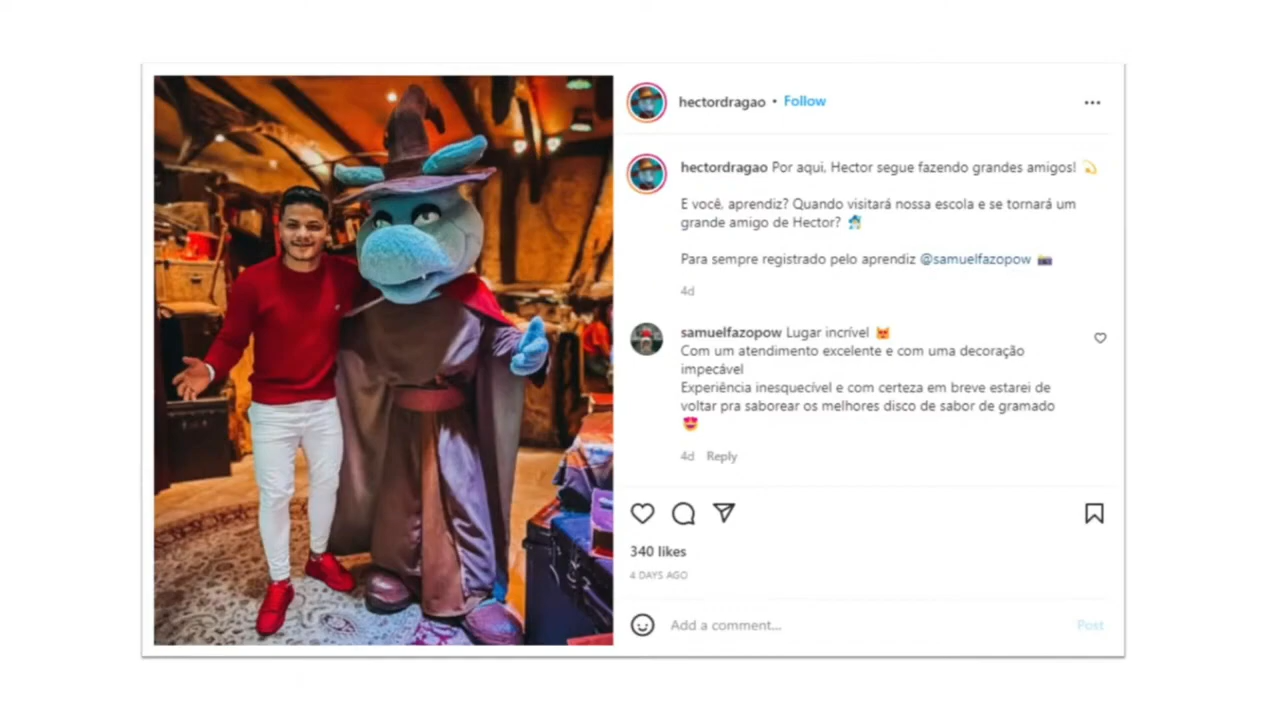 hectordragao • Follow
hectordragao Por aqui, Hector segue fazendo grandes amigos! 💫
E você, aprendiz? Quando visitará nossa escola e se tornará um
grande amigo de Hector? 🧙‍♂️
Para sempre registrado pelo aprendiz @samuelfazopow 📸
4d
samuelfazopow Lugar incrível 😻
Com um atendimento excelente e com uma decoração
impecável
Experiência inesquecível e com certeza em breve estarei de
voltar pra saborear os melhores disco de sabor de gramado
😍
4d Reply
340 likes
4 DAYS AGO
Add a comment...
Post